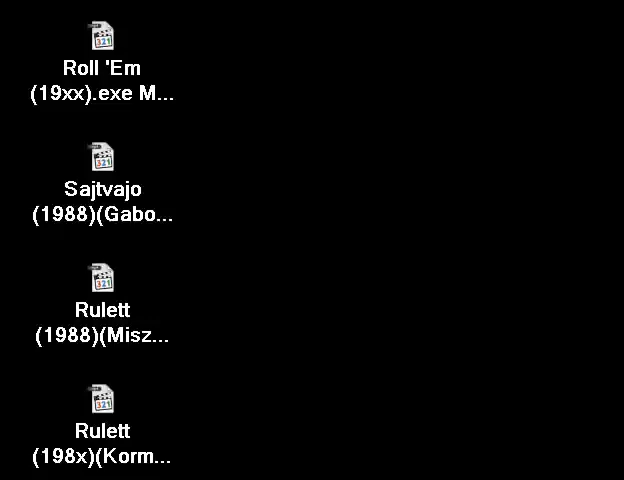 Roll 'Em
(19xx).exe M...
Sajtvajo
(1988)(Gabo...
Rulett
(1988)(Misz...
Rulett
(198x)(Korm...